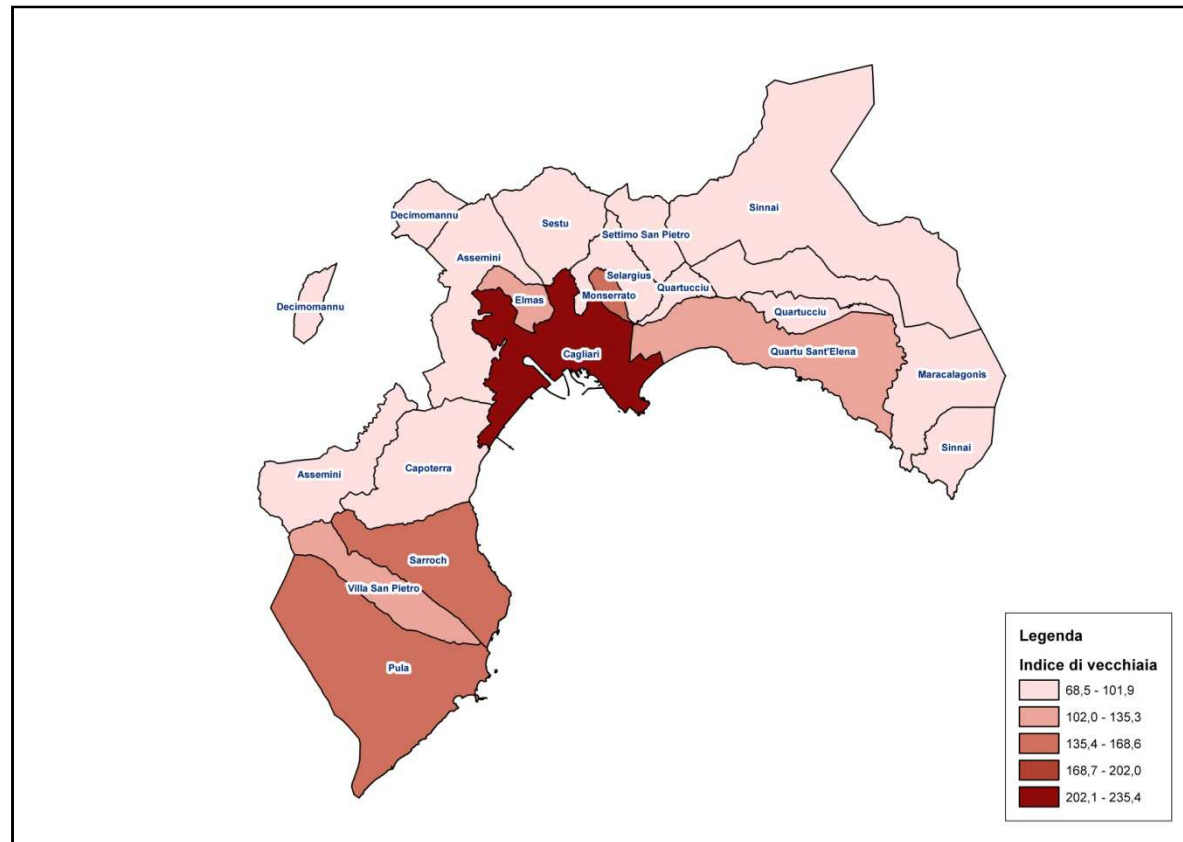 Sinnai
Decimomannu
Sestu
Settimo San Pietro
Assemini
Selargius
Quartucciu
Monserrato
Elmas
Decimomannu
Quartucciu
Quartu Sant'Elena
Cagliari
Maracalagonis
Sinnai
Capoterra
Assemini
Sarroch
Villa San Pietro
Pula
Legenda
Indice di vecchiaia
68,5 - 101,9
102,0 - 135,3
135,4 - 168,6
168,7 - 202,0
202,1 - 235,4